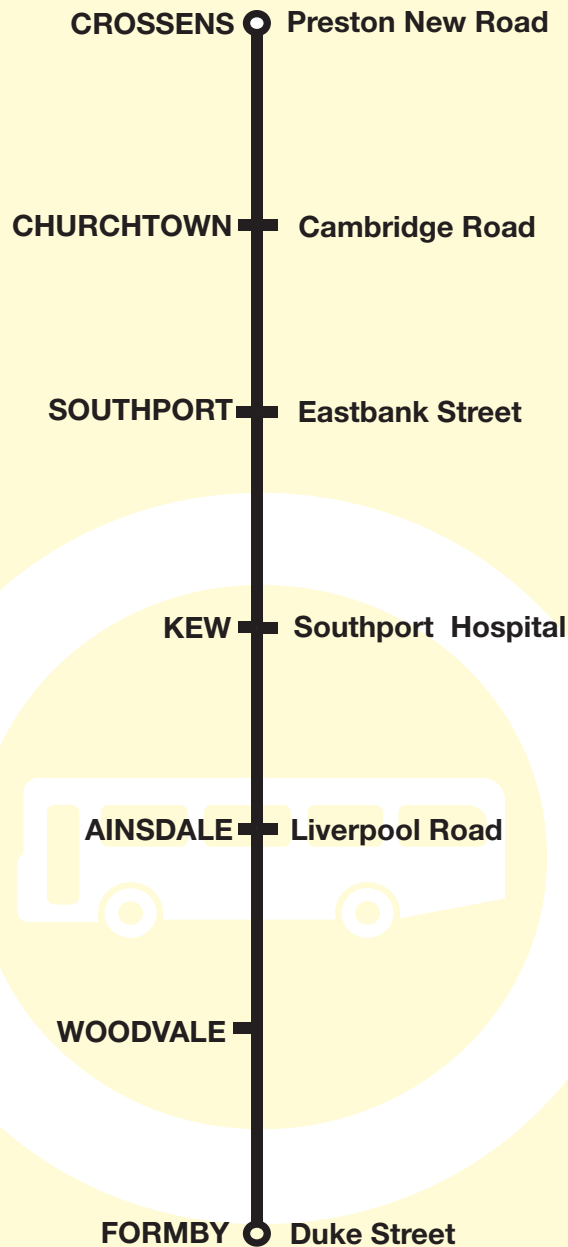 CROSSENS Preston New Road
CHURCHTOWN Cambridge Road
SOUTHPORT Eastbank Street
KEW Southport Hospital
AINSDALE Liverpool Road
WOODVALE
FORMBY Duke Street